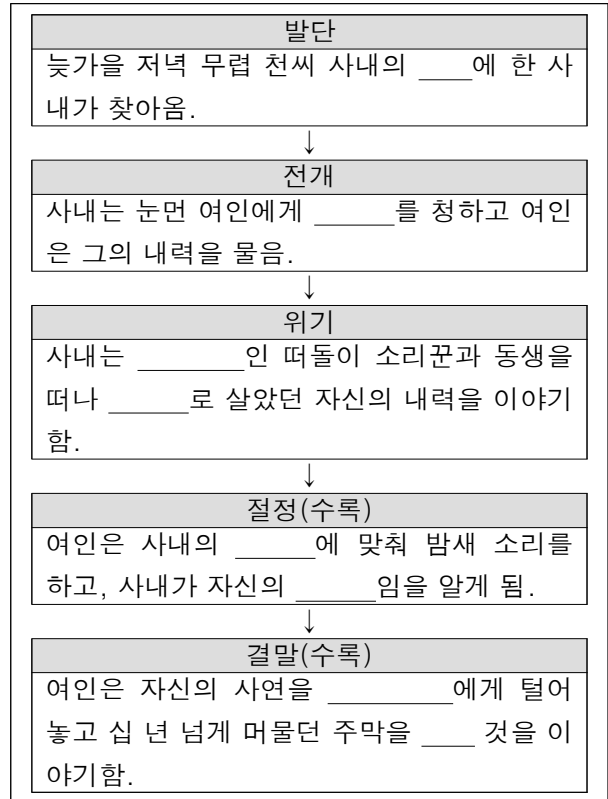 발단
늦가을 저녁 무렵 천씨 사내의 ____에 한 사
내가 찾아옴.
↓
전개
사내는 눈먼 여인에게 ______를 청하고 여인
은 그의 내력을 물음.
↓
위기
사내는 ________인 떠돌이 소리꾼과 동생을
떠나 ______로 살았던 자신의 내력을 이야기
함.
↓
절정(수록)
여인은 사내의 ______에 맞춰 밤새 소리를
하고, 사내가 자신의 ______임을 알게 됨.
↓
결말(수록)
여인은 자신의 사연을 _________에게 털어
놓고 십 년 넘게 머물던 주막을 ____ 것을 이
야기함.